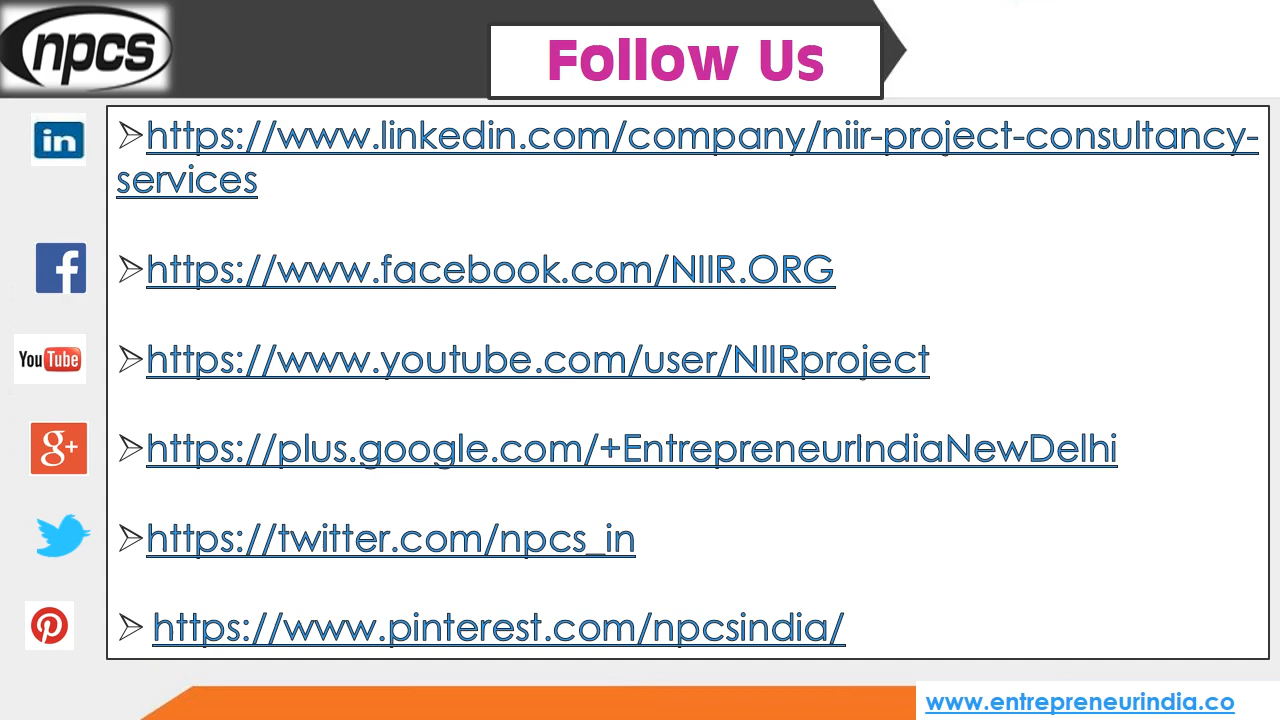 npcs
Follow Us
in
➢https://www.linkedin.com/company/niir-project-consultancy-
services
f
➢https://www.facebook.com/NIIR.ORG
YouTube
➢https://www.youtube.com/user/NIIRproject
g+
➢https://plus.google.com/+EntrepreneurIndiaNewDelhi
➢https://twitter.com/npcs_in
➢ https://www.pinterest.com/npcsindia/
www.entrepreneurindia.co